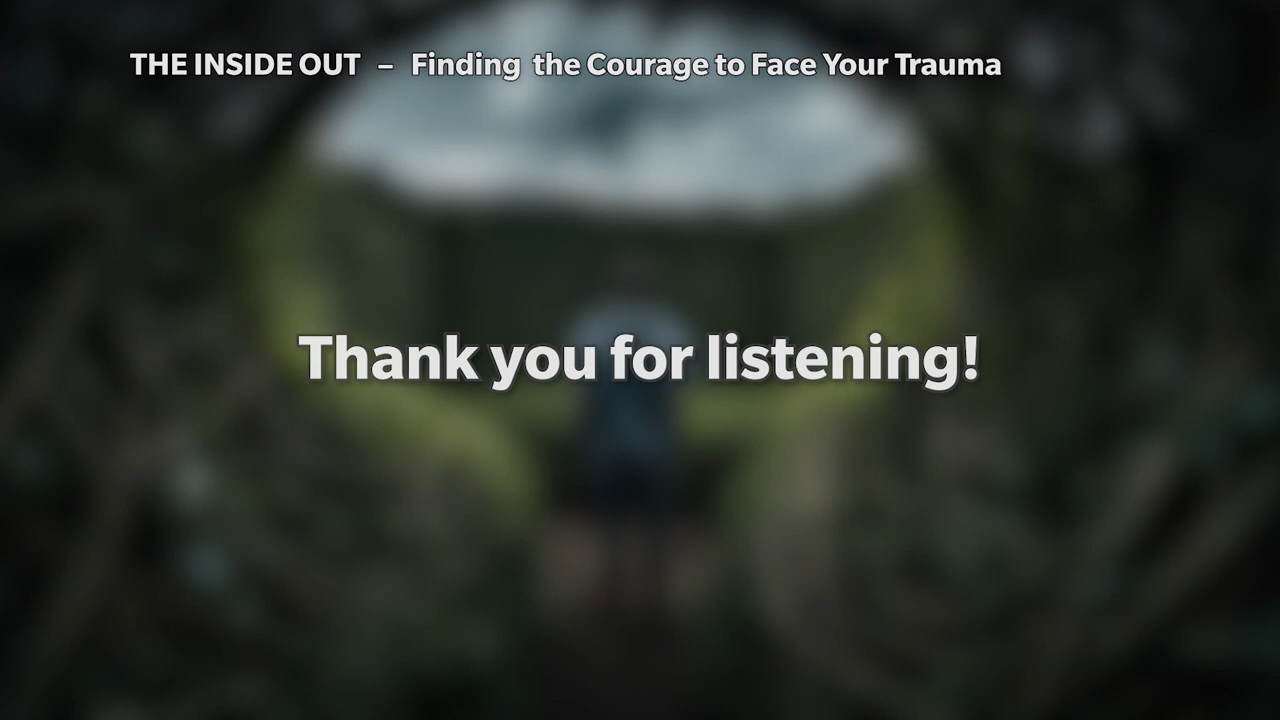 THE INSIDE OUT – Finding the Courage to Face Your Trauma
Thank you for listening!